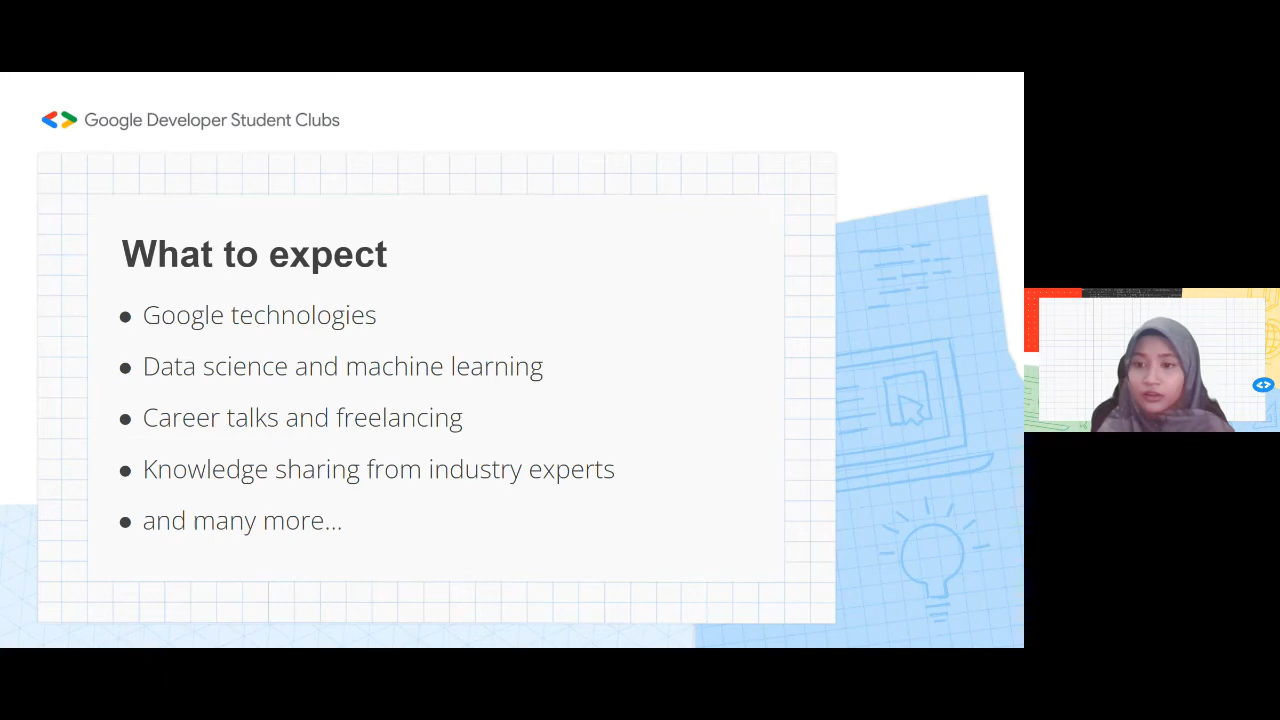 Google Developer Student Clubs
What to expect
● Google technologies
● Data science and machine learning
● Career talks and freelancing
● Knowledge sharing from industry experts
● and many more...